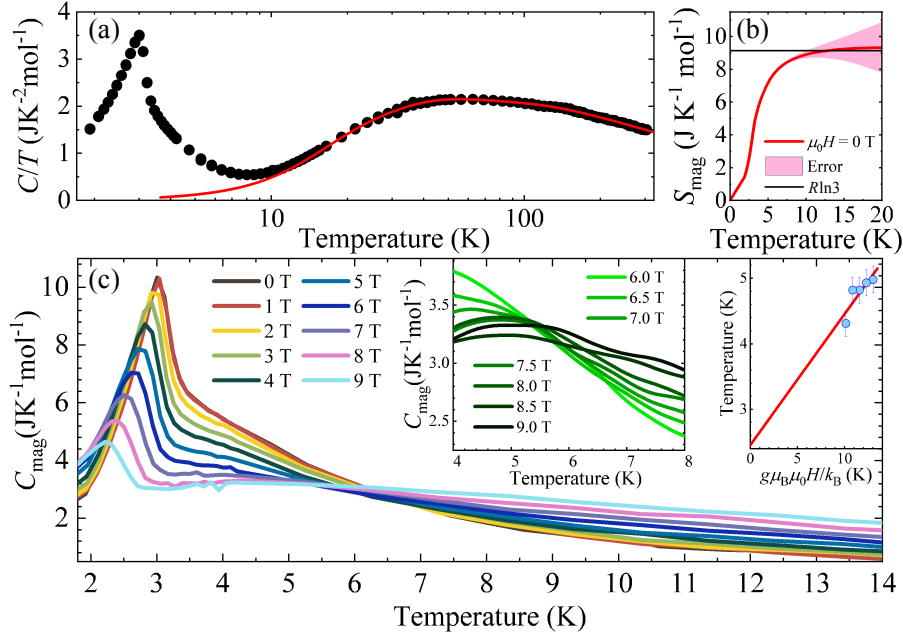 (a)
C/T (JK⁻²mol⁻¹)
4
3
2
1
0
10
100
Temperature (K)
(b)
S_mag (J K⁻¹ mol⁻¹)
10
8
6
4
2
0
μ₀H = 0 T
Error
Rln3
0 5 10 15 20
Temperature (K)
(c)
C_mag(JK⁻¹mol⁻¹)
10
8
6
4
2
0 T
1 T
2 T
3 T
4 T
5 T
6 T
7 T
8 T
9 T
2 3 4 5 6 7 8 9 10 11 12 13 14
Temperature (K)
C_mag(JK⁻¹mol⁻¹)
3.5
3.0
2.5
6.0 T
6.5 T
7.0 T
7.5 T
8.0 T
8.5 T
9.0 T
4 5 6 7 8
Temperature (K)
Temperature (K)
5
4
3
0 5 10
gμ_Bμ₀H/k_B (K)